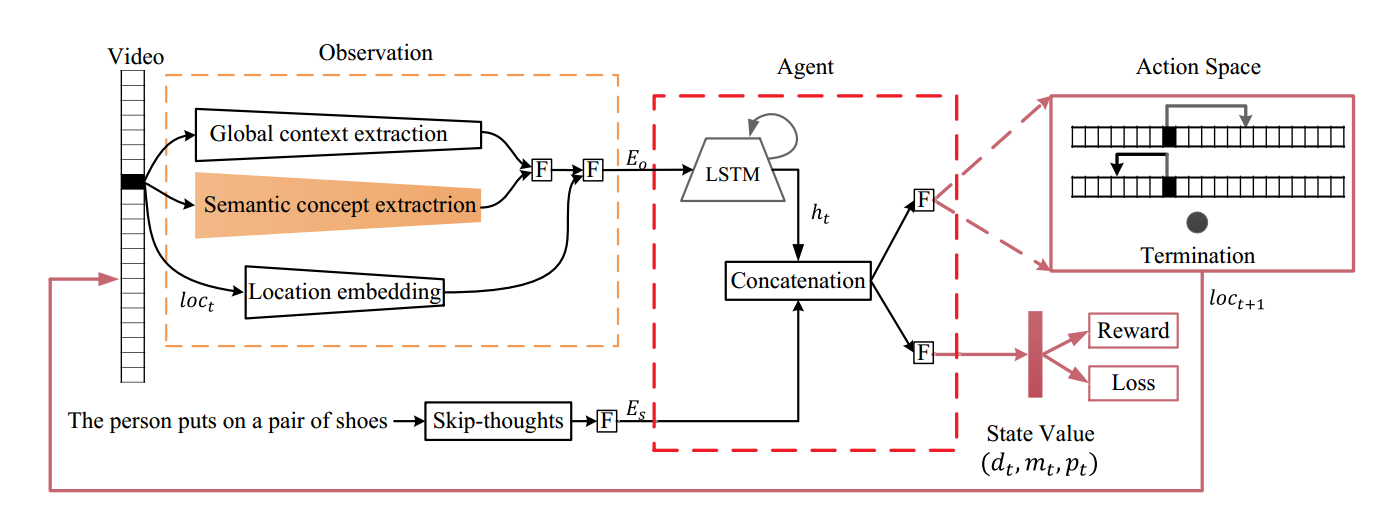 Video
Observation
Agent
Action Space
Global context extraction
Semantic concept extractrion
Location embedding
loc_t
F
F
E_o
LSTM
h_t
Concatenation
F
F
Termination
loc_{t+1}
Reward
Loss
State Value
(d_t, m_t, p_t)
The person puts on a pair of shoes
Skip-thoughts
F
E_s